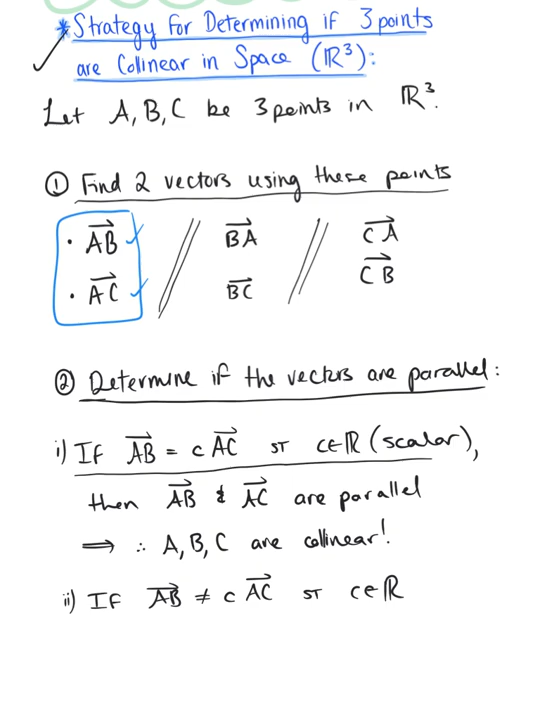 *Strategy for Determining if 3 points
are Collinear in Space (ℝ³):
Let A, B, C be 3 points in ℝ³.
① Find 2 vectors using these points
• AB⃗ ✓ // BA⃗ // CA⃗
• AC⃗ ✓ BC⃗ CB⃗
② Determine if the vectors are parallel:
i) If AB⃗ = c AC⃗ st c∈ℝ (scalar),
then AB⃗ & AC⃗ are parallel
⟹ ∴ A, B, C are collinear!
ii) If AB⃗ ≠ c AC⃗ st c∈ℝ